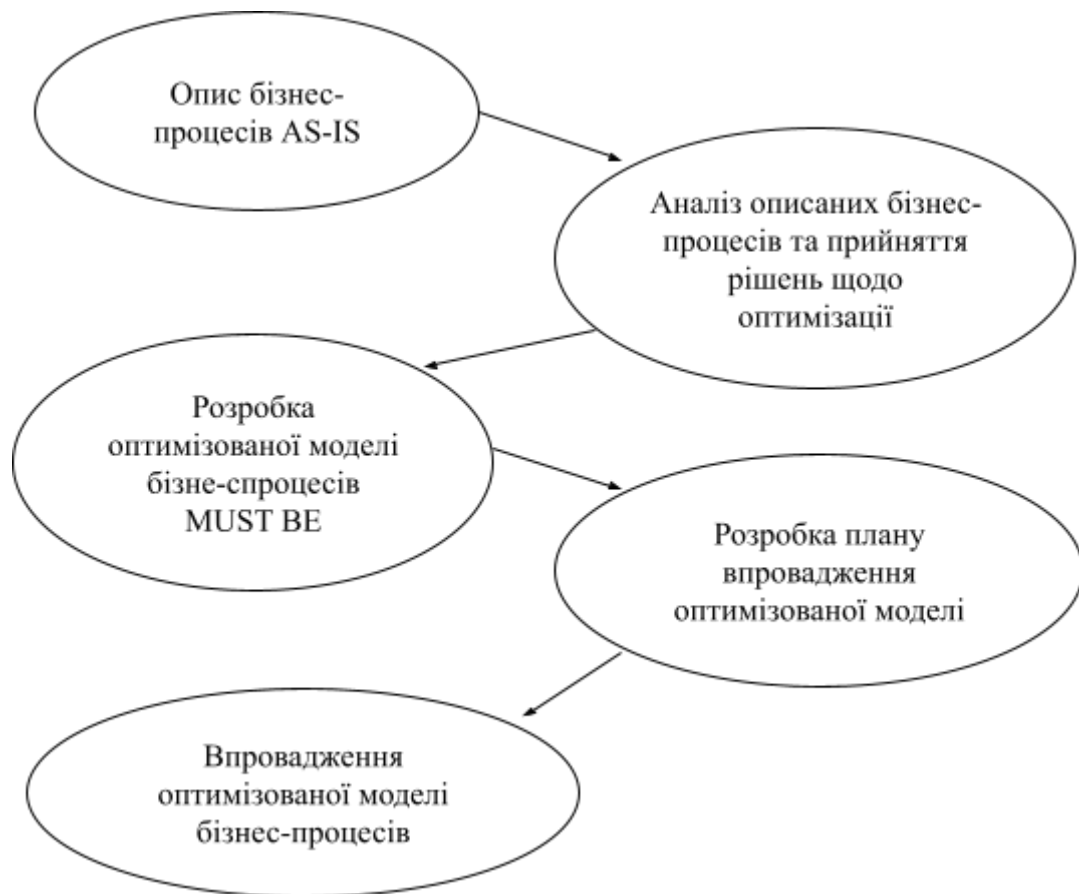 Опис бізнес-
процесів AS-IS
Аналіз описаних бізнес-
процесів та прийняття
рішень щодо
оптимізації
Розробка
оптимізованої моделі
бізне-спроцесів
MUST BE
Розробка плану
впровадження
оптимізованої моделі
Впровадження
оптимізованої моделі
бізнес-процесів